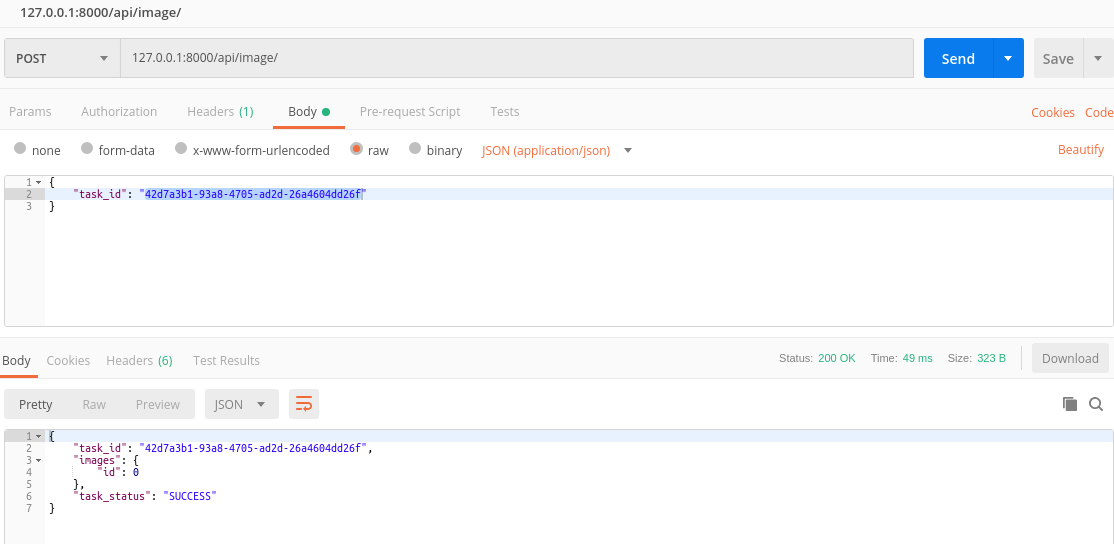 127.0.0.1:8000/api/image/
POST 127.0.0.1:8000/api/image/ Send Save
Params Authorization Headers (1) Body Pre-request Script Tests Cookies Code
none form-data x-www-form-urlencoded raw binary JSON (application/json) Beautify
1 {
2 "task_id": "42d7a3b1-93a8-4705-ad2d-26a4604dd26f"
3 }
Body Cookies Headers (6) Test Results Status: 200 OK Time: 49 ms Size: 323 B Download
Pretty Raw Preview JSON
1 {
2 "task_id": "42d7a3b1-93a8-4705-ad2d-26a4604dd26f",
3 "images": {
4 "id": 0
5 },
6 "task_status": "SUCCESS"
7 }